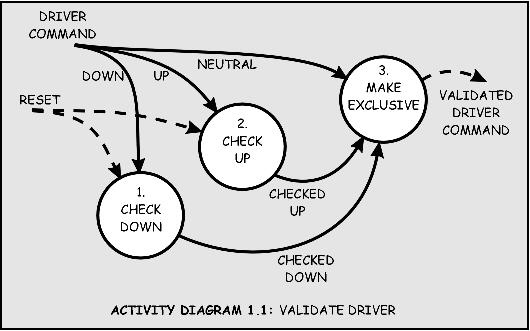 DRIVER
COMMAND
DOWN
UP
NEUTRAL
RESET
1.
CHECK
DOWN
2.
CHECK
UP
3.
MAKE
EXCLUSIVE
VALIDATED
DRIVER
COMMAND
CHECKED
UP
CHECKED
DOWN
ACTIVITY DIAGRAM 1.1: VALIDATE DRIVER